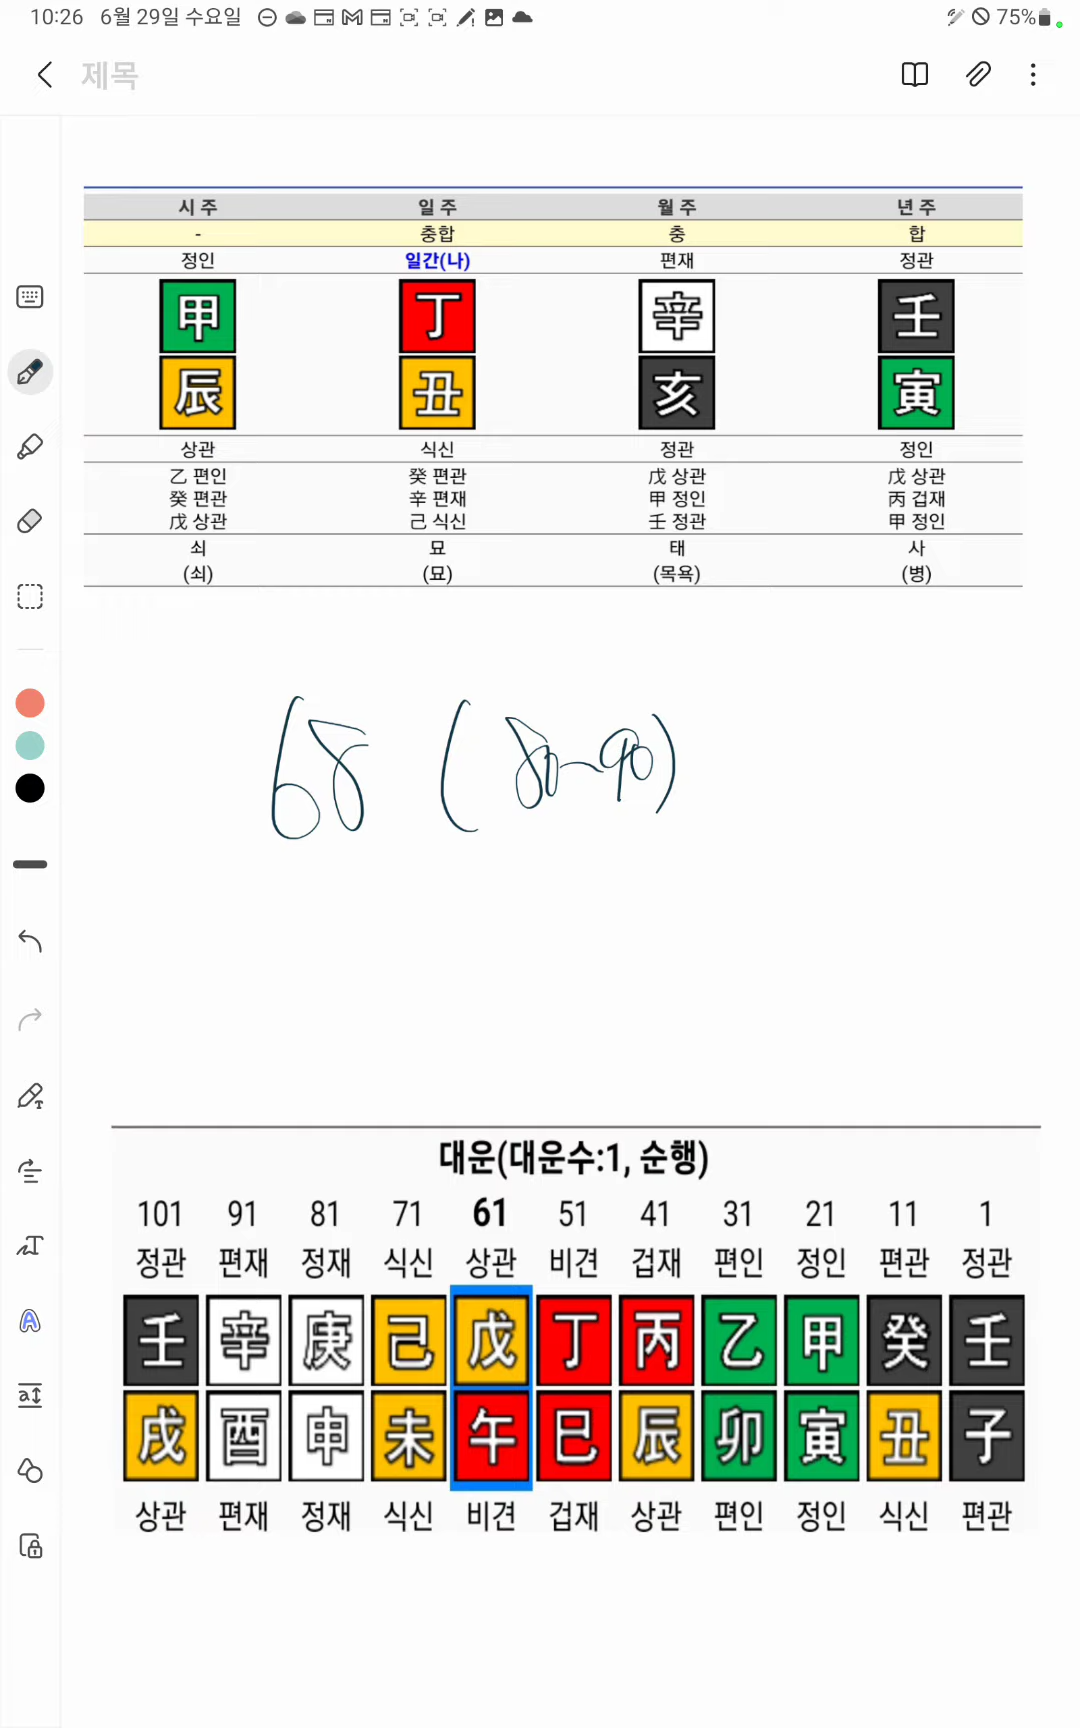 10:26 6월 29일 수요일 75%
제목
시주 일주 월주 년주
- 충합 충 합
정인 일간(나) 편재 정관
甲 丁 辛 壬
辰 丑 亥 寅
상관 식신 정관 정인
乙 편인 癸 편관 戊 상관 戊 상관
癸 편관 辛 편재 甲 정인 丙 겁재
戊 상관 己 식신 壬 정관 甲 정인
쇠 묘 태 사
(쇠) (묘) (목욕) (병)
68 (80~90)
대운(대운수:1, 순행)
101 91 81 71 61 51 41 31 21 11 1
정관 편재 정재 식신 상관 비견 겁재 편인 정인 편관 정관
壬 辛 庚 己 戊 丁 丙 乙 甲 癸 壬
戌 酉 申 未 午 巳 辰 卯 寅 丑 子
상관 편재 정재 식신 비견 겁재 상관 편인 정인 식신 편관